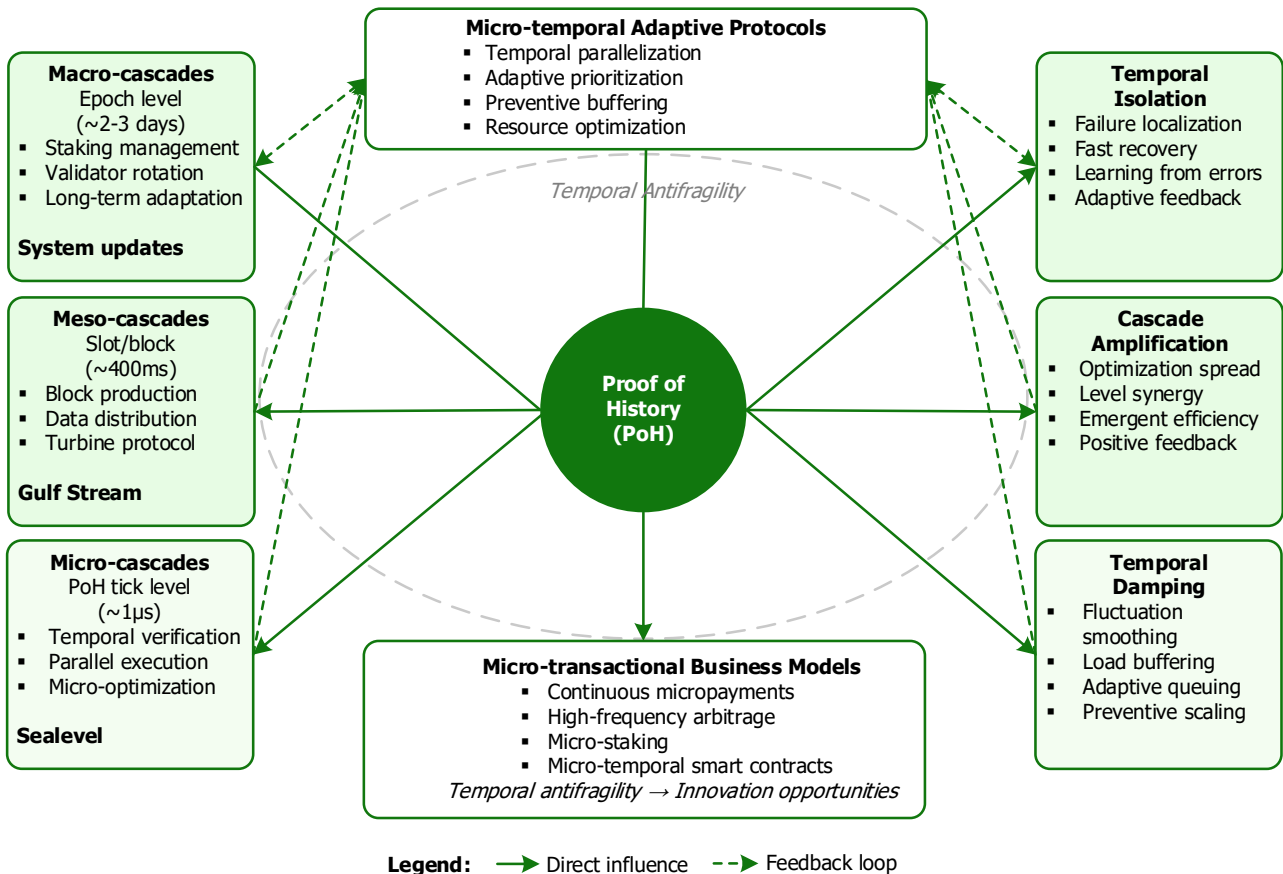 Micro-temporal Adaptive Protocols
▪ Temporal parallelization
▪ Adaptive prioritization
▪ Preventive buffering
▪ Resource optimization
Macro-cascades
Epoch level
(~2-3 days)
▪ Staking management
▪ Validator rotation
▪ Long-term adaptation
System updates
Temporal
Isolation
▪ Failure localization
▪ Fast recovery
▪ Learning from errors
▪ Adaptive feedback
Temporal Antifragility
Meso-cascades
Slot/block
(~400ms)
▪ Block production
▪ Data distribution
▪ Turbine protocol
Gulf Stream
Proof of
History
(PoH)
Cascade
Amplification
▪ Optimization spread
▪ Level synergy
▪ Emergent efficiency
▪ Positive feedback
Micro-cascades
PoH tick level
(~1µs)
▪ Temporal verification
▪ Parallel execution
▪ Micro-optimization
Sealevel
Micro-transactional Business Models
▪ Continuous micropayments
▪ High-frequency arbitrage
▪ Micro-staking
▪ Micro-temporal smart contracts
Temporal antifragility → Innovation opportunities
Temporal
Damping
▪ Fluctuation
smoothing
▪ Load buffering
▪ Adaptive queuing
▪ Preventive scaling
Legend: Direct influence Feedback loop